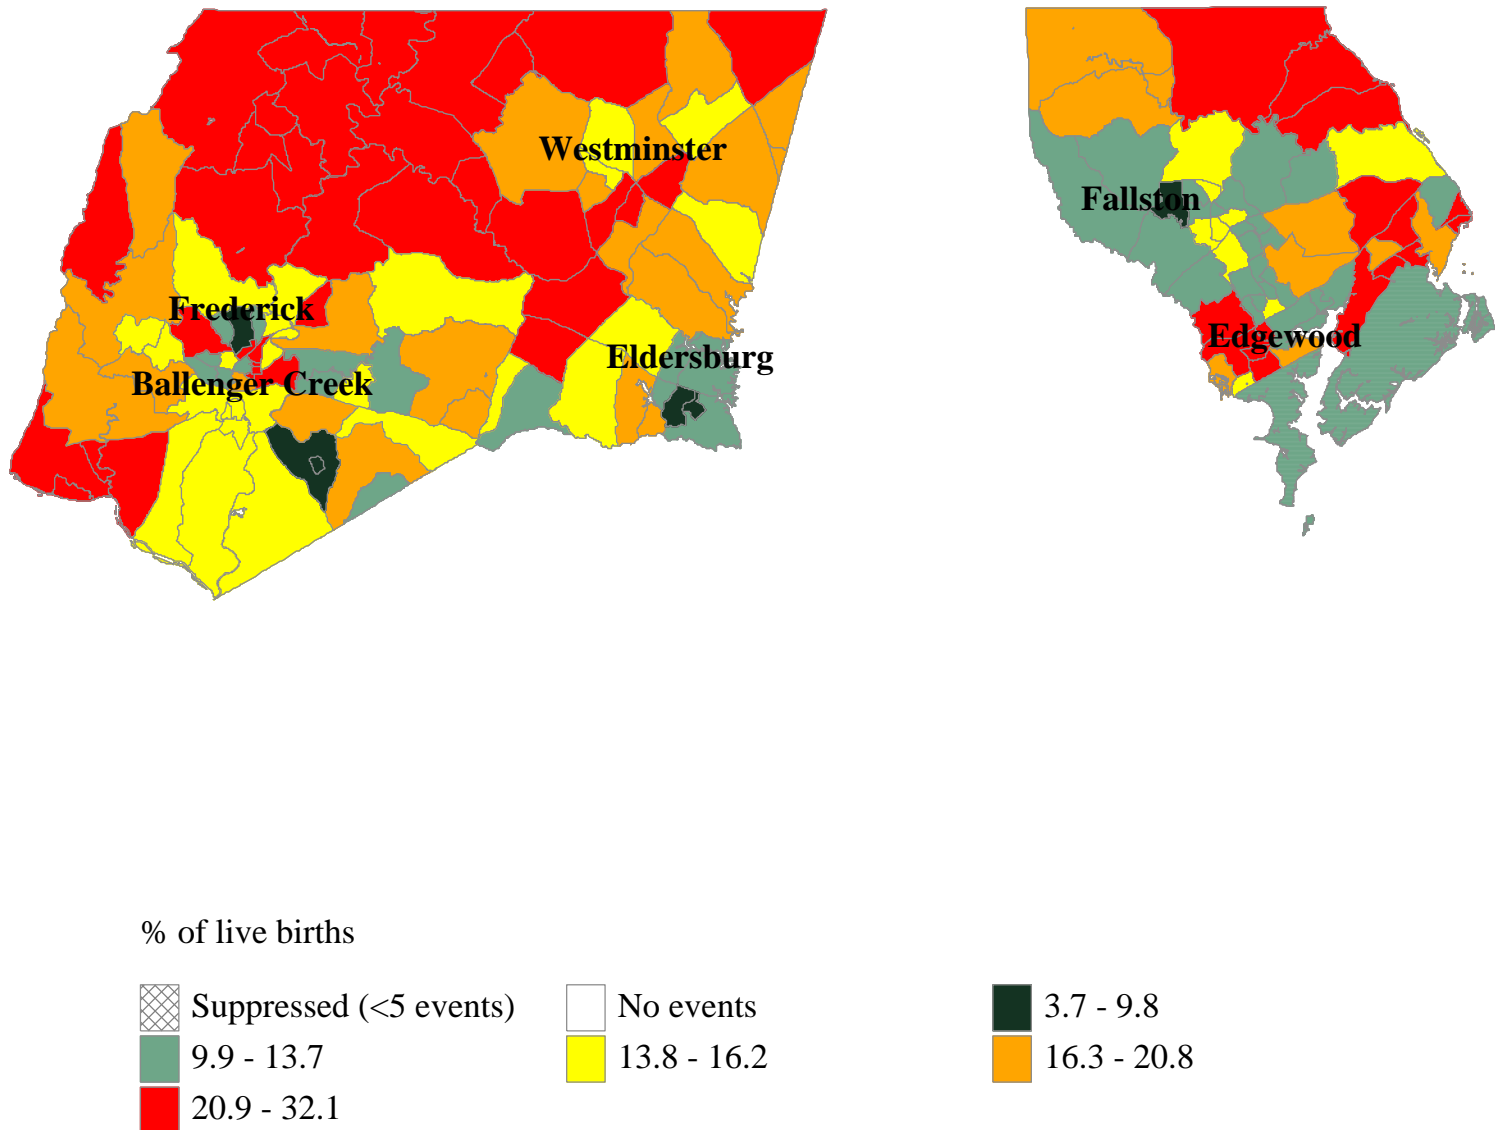 Westminster
Fallston
Frederick
Edgewood
Eldersburg
Ballenger Creek
% of live births
Suppressed (<5 events)
No events
3.7 - 9.8
9.9 - 13.7
13.8 - 16.2
16.3 - 20.8
20.9 - 32.1